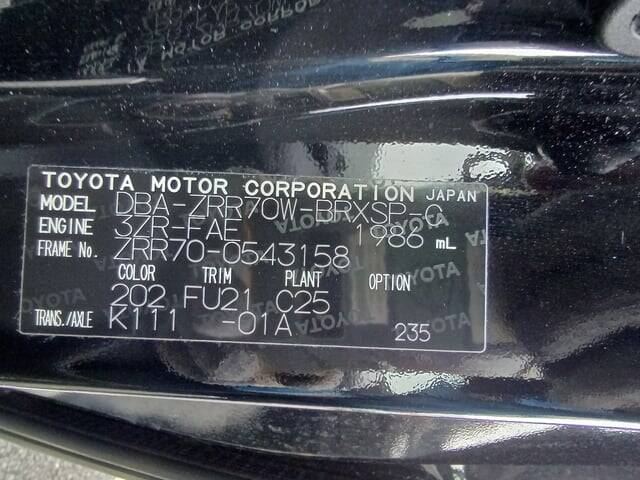 TOYOTA MOTOR CORPORATION JAPAN
MODEL DBA-ZRR70W-BRXSP-C
ENGINE 3ZR-FAE 1986 mL
FRAME No. ZRR70-0543158
COLOR TRIM PLANT OPTION
202 FU21 C25
TRANS./AXLE K111 -01A 235